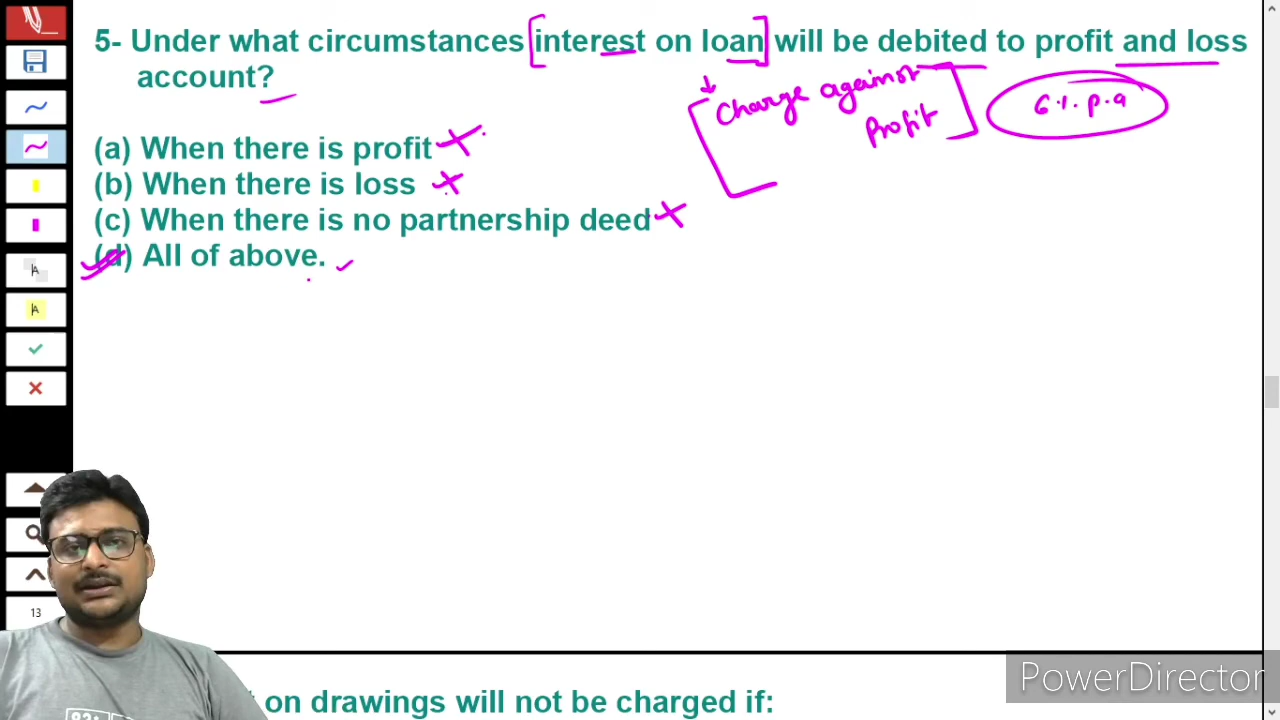 5- Under what circumstances [interest on loan] will be debited to profit and loss
account?
Charge against
Profit
6%. p.a
(a) When there is profit
(b) When there is loss
(c) When there is no partnership deed
(d) All of above.
13
on drawings will not be charged if:
PowerDirector